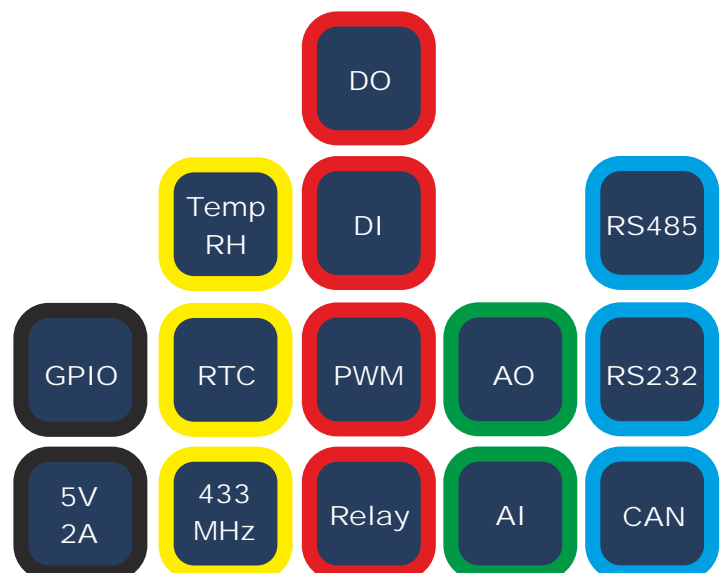 DO
Temp
RH
DI
RS485
GPIO
RTC
PWM
AO
RS232
5V
2A
433
MHz
Relay
AI
CAN